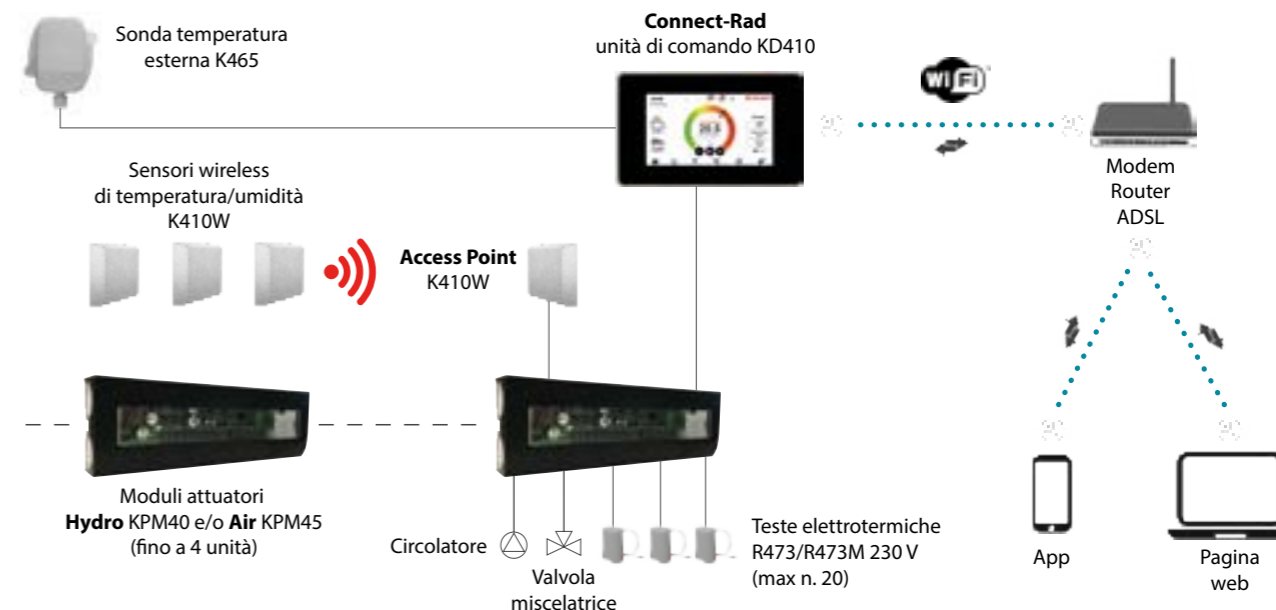 Sonda temperatura
esterna K465
Connect-Rad
unità di comando KD410
WiFi
Modem
Router
ADSL
Sensori wireless
di temperatura/umidità
K410W
Access Point
K410W
Moduli attuatori
Hydro KPM40 e/o Air KPM45
(fino a 4 unità)
Circolatore
Valvola
miscelatrice
Teste elettrotermiche
R473/R473M 230 V
(max n. 20)
App
Pagina
web